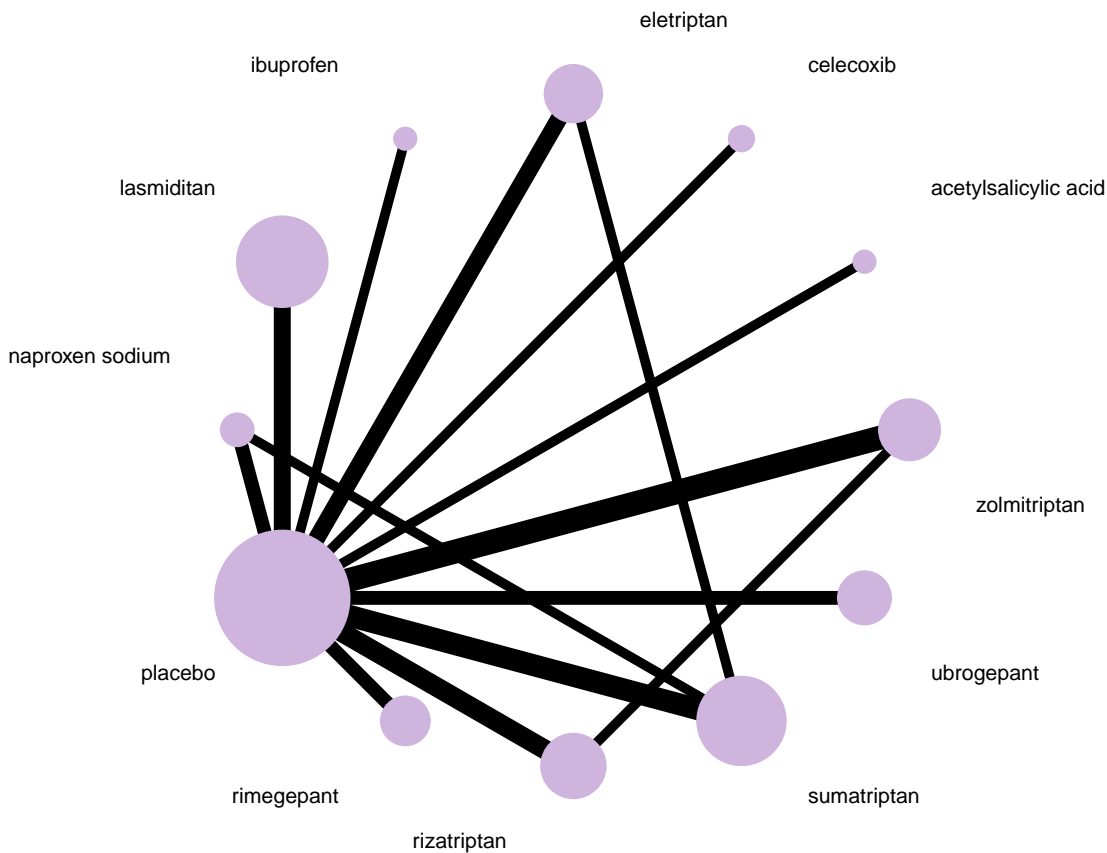 eletriptan
ibuprofen
celecoxib
lasmiditan
acetylsalicylic acid
naproxen sodium
zolmitriptan
placebo
ubrogepant
rimegepant
sumatriptan
rizatriptan